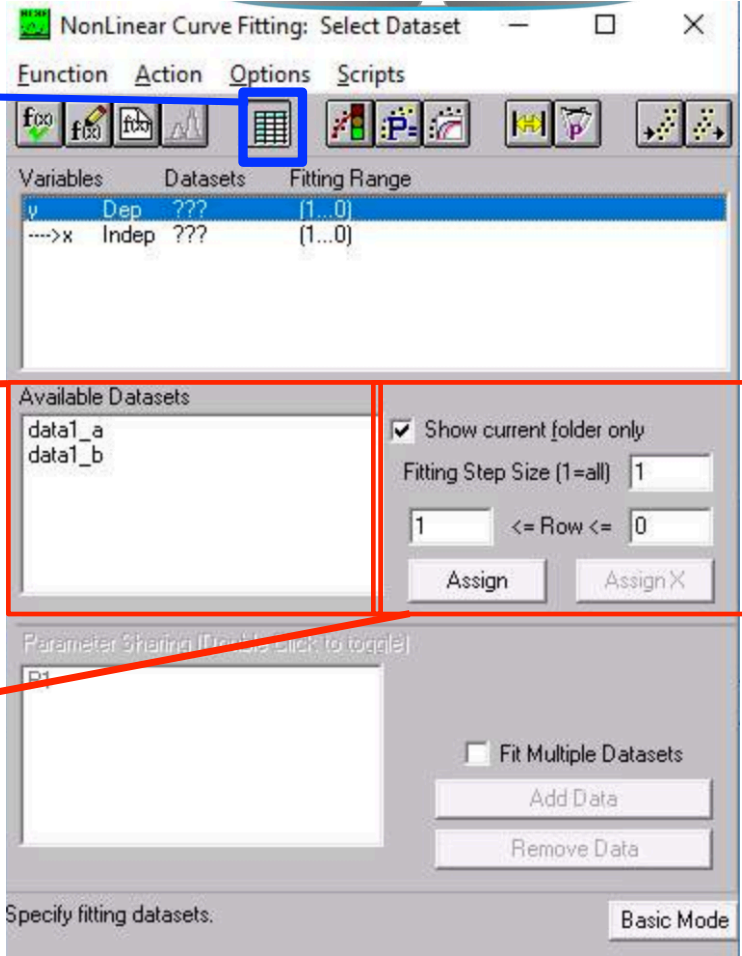 NonLinear Curve Fitting: Select Dataset
Function Action Options Scripts
f(x) f(x) f(x) P= P
Variables Datasets Fitting Range
y Dep ??? (1...0)
---->x Indep ??? (1...0)
Available Datasets
data1_a
data1_b
Show current folder only
Fitting Step Size (1=all) 1
1 <= Row <= 0
Assign Assign X
Parameter Sharing (Double Click to toggle)
P1
Fit Multiple Datasets
Add Data
Remove Data
Specify fitting datasets.
Basic Mode